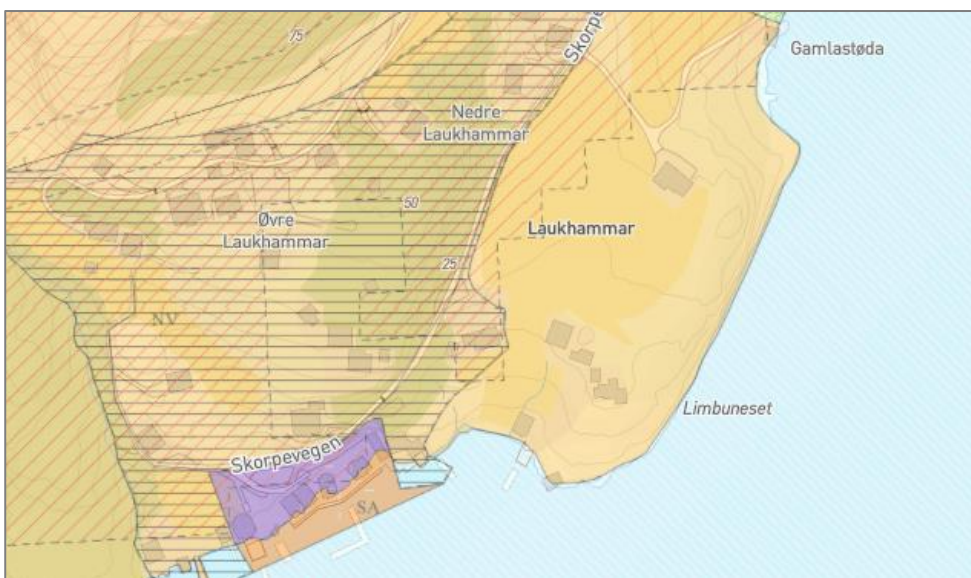 75
Skorpe
Gamlastøda
Nedre
Laukhammar
50
Øvre
Laukhammar
Laukhammar
25
NV
Limbuneset
Skorpevegen
SA